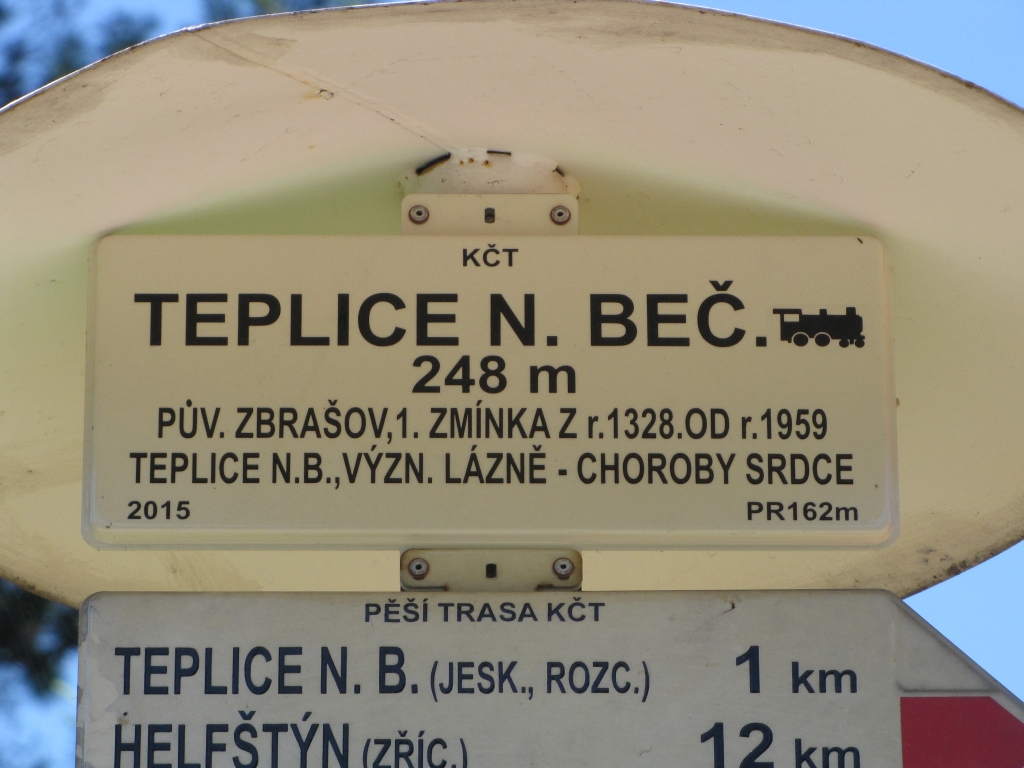 KČT
TEPLICE N. BEČ.
248 m
PŮV. ZBRAŠOV,1. ZMÍNKA Z r.1328.OD r.1959
TEPLICE N.B.,VÝZN. LÁZNĚ - CHOROBY SRDCE
2015 PR162m
PĚŠÍ TRASA KČT
TEPLICE N. B. (JESK., ROZC.) 1 km
HELFŠTÝN (ZŘÍC.) 12 km